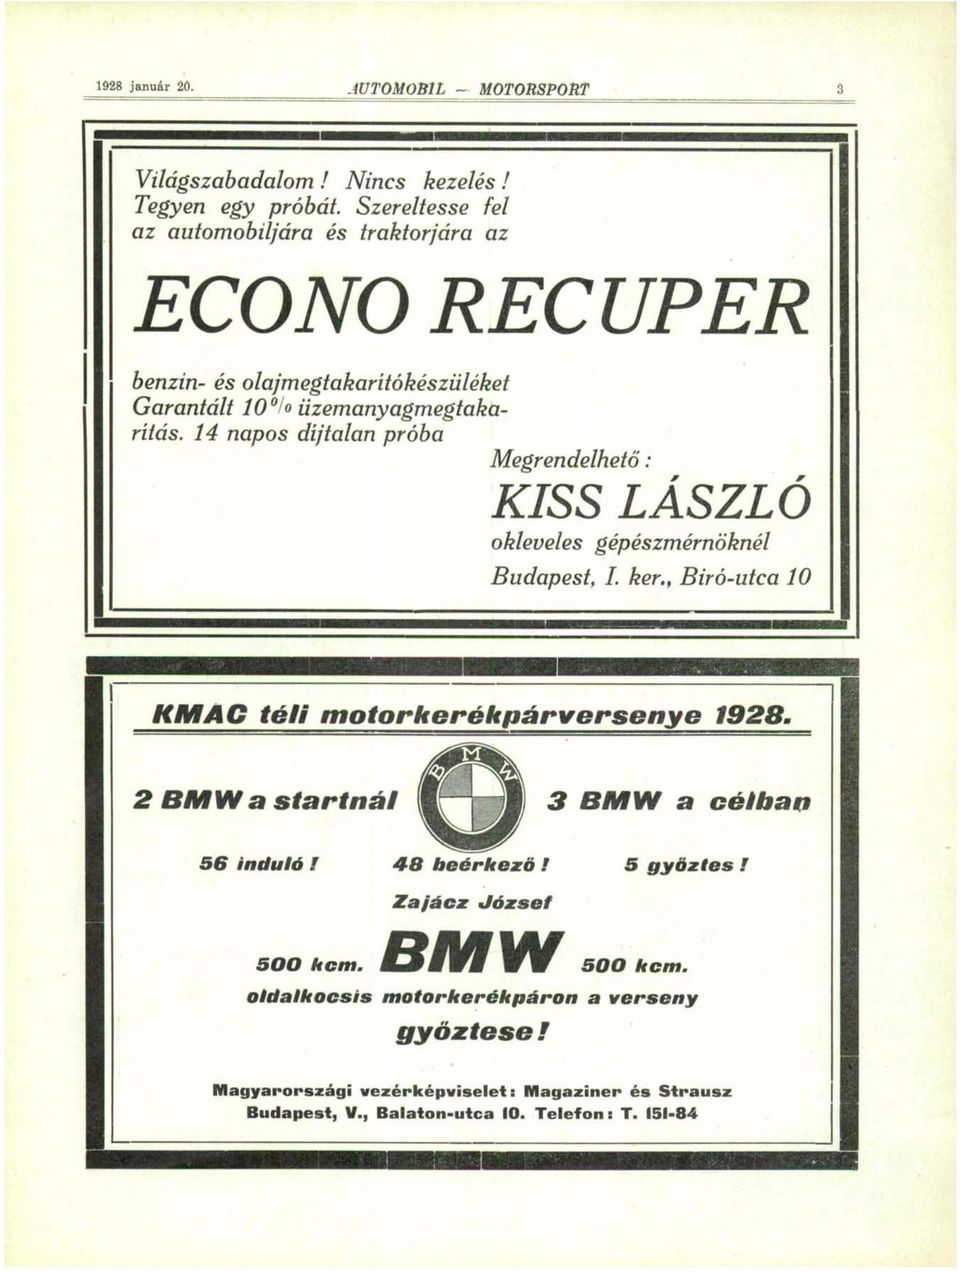 1928 január 20. AUTOMOBIL — MOTORSPORT 3
Világszabadalom! Nincs kezelés!
Tegyen egy próbát. Szereltesse fel
az automobiljára és traktorjára az
ECONO RECUPER
benzin- és olajmegtakarítókészüléket
Garantált 10% üzemanyagmegtaka-
rítás. 14 napos díjtalan próba
Megrendelhető:
KISS LÁSZLÓ
okleveles gépészmérnöknél
Budapest, I. ker., Biró-utca 10
KMAC téli motorkerékpárversenye 1928.
BMW
2 BMW a startnál 3 BMW a célban
56 induló! 48 beérkező! 5 győztes!
Zajácz József
500 kcm. BMW 500 kcm.
oldalkocsis motorkerékpáron a verseny
győztese!
Magyarországi vezérképviselet: Magaziner és Strausz
Budapest, V., Balaton-utca 10. Telefon: T. 151-84